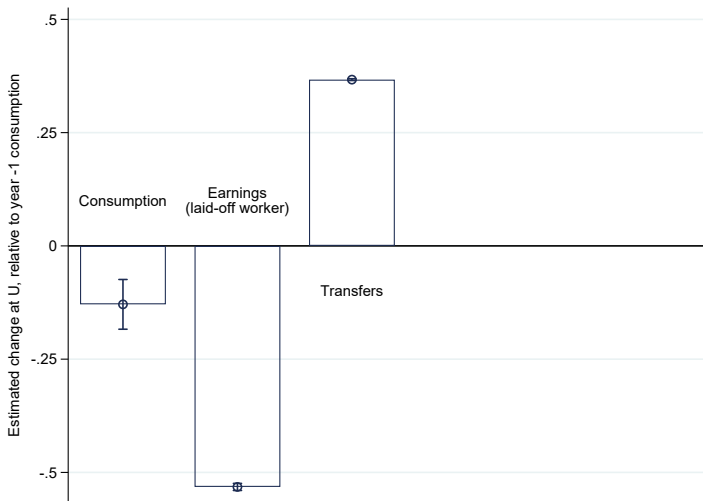 Estimated change at U, relative to year -1 consumption
.5
.25
0
-.25
-.5
Consumption
Earnings
(laid-off worker)
Transfers